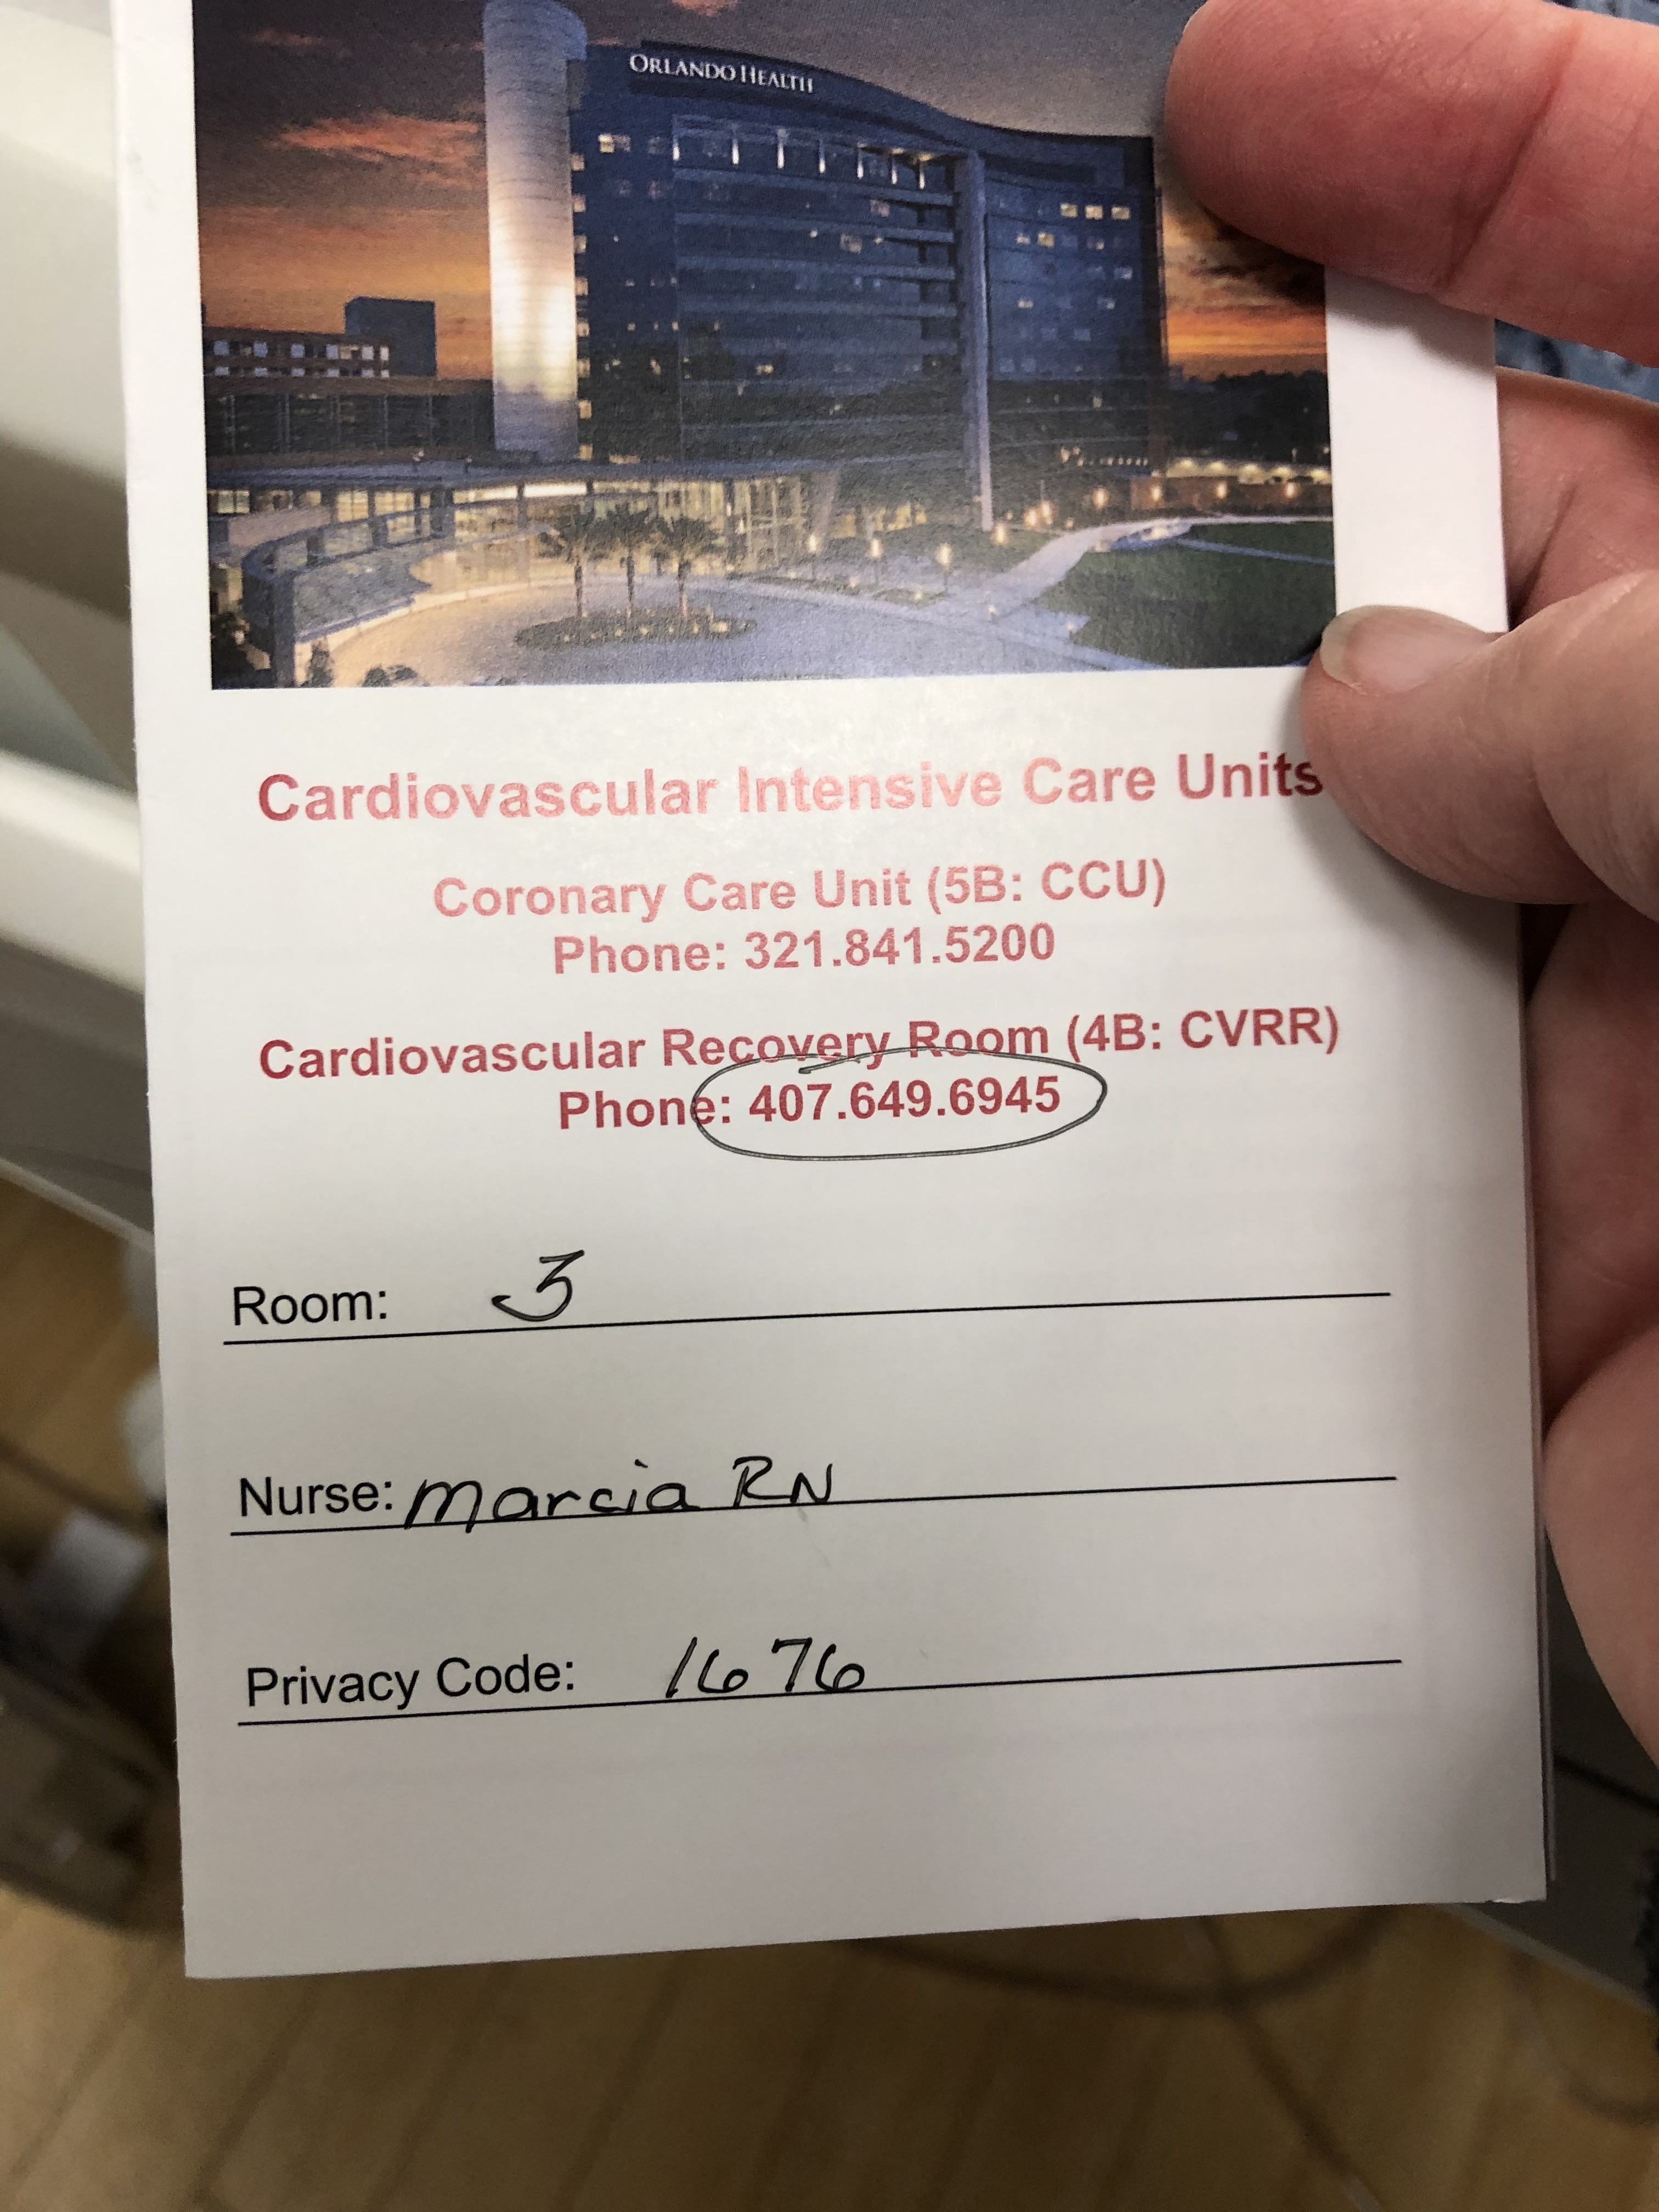 ORLANDO HEALTH
Cardiovascular Intensive Care Units
Coronary Care Unit (5B: CCU)
Phone: 321.841.5200
Cardiovascular Recovery Room (4B: CVRR)
Phone: 407.649.6945
Room: 3
Nurse: Marcia RN
Privacy Code: 1676